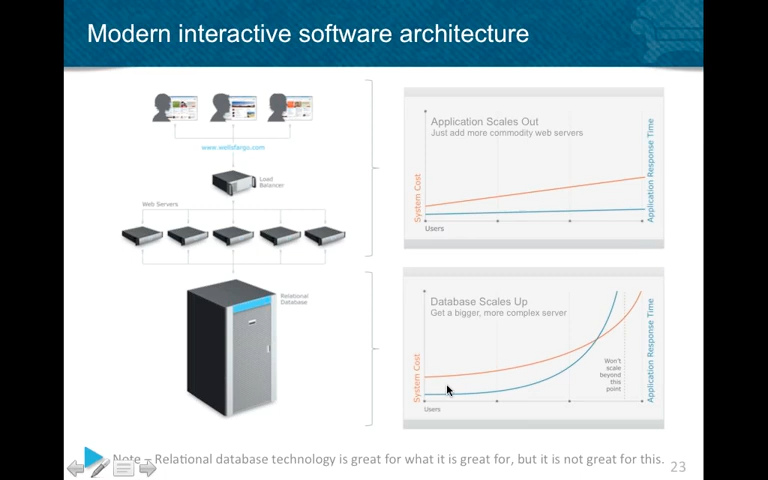 Modern interactive software architecture
www.wellsfargo.com
Load
Balancer
Web Servers
Relational
Database
Application Scales Out
Just add more commodity web servers
System Cost
Application Response Time
Users
Database Scales Up
Get a bigger, more complex server
System Cost
Won't
scale
beyond
this
point
Application Response Time
Users
Note – Relational database technology is great for what it is great for, but it is not great for this.
23